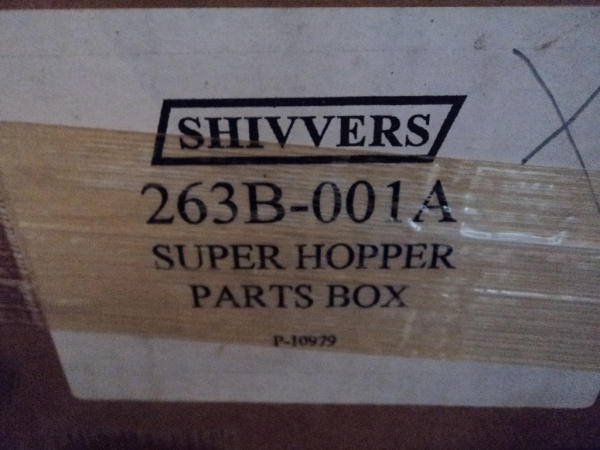 SHIVVERS
263B-001A
SUPER HOPPER
PARTS BOX
P-10979